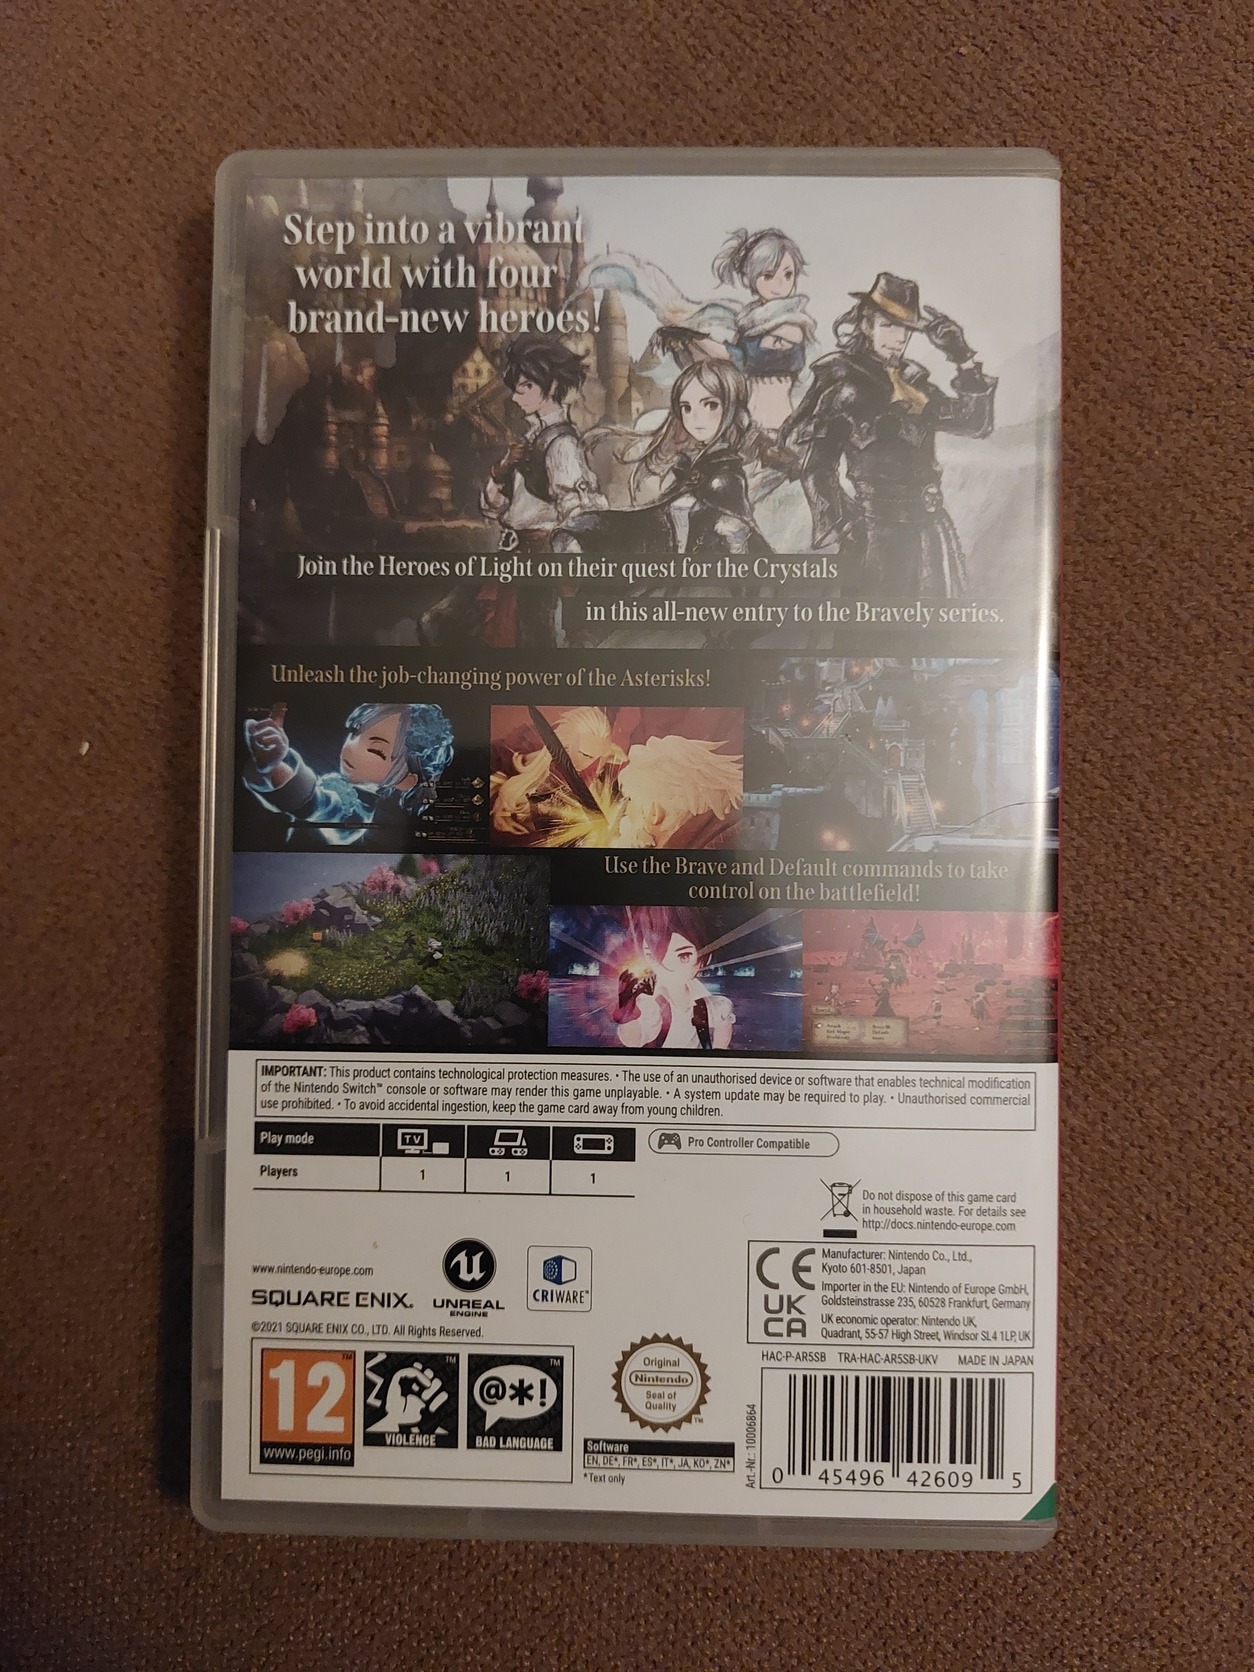 Step into a vibrant
world with four
brand-new heroes!
Join the Heroes of Light on their quest for the Crystals
in this all-new entry to the Bravely series.
Unleash the job-changing power of the Asterisks!
Use the Brave and Default commands to take
control on the battlefield!
IMPORTANT: This product contains technological protection measures. • The use of an unauthorised device or software that enables technical modification
of the Nintendo Switch™ console or software may render this game unplayable. • A system update may be required to play. • Unauthorised commercial
use prohibited. • To avoid accidental ingestion, keep the game card away from young children.
Play mode TV
Players 1 1 1
Pro Controller Compatible
Do not dispose of this game card
in household waste. For details see
http://docs.nintendo-europe.com
www.nintendo-europe.com
SQUARE ENIX.
UNREAL
ENGINE
CRIWARE™
©2021 SQUARE ENIX CO., LTD. All Rights Reserved.
CE
UK
CA
Manufacturer: Nintendo Co., Ltd.,
Kyoto 601-8501, Japan
Importer in the EU: Nintendo of Europe GmbH,
Goldsteinstrasse 235, 60528 Frankfurt, Germany
UK economic operator: Nintendo UK,
Quadrant, 55-57 High Street, Windsor SL4 1LP, UK
HAC-P-AR5SB TRA-HAC-AR5SB-UKV MADE IN JAPAN
12™
www.pegi.info
TM
VIOLENCE
@*!
TM
BAD LANGUAGE
Original
Nintendo
Seal of
Quality
TM
Software
EN, DE*, FR*, ES*, IT*, JA, KO*, ZN*
*Text only
Art.-Nr.: 10006864
0 45496 42609 5